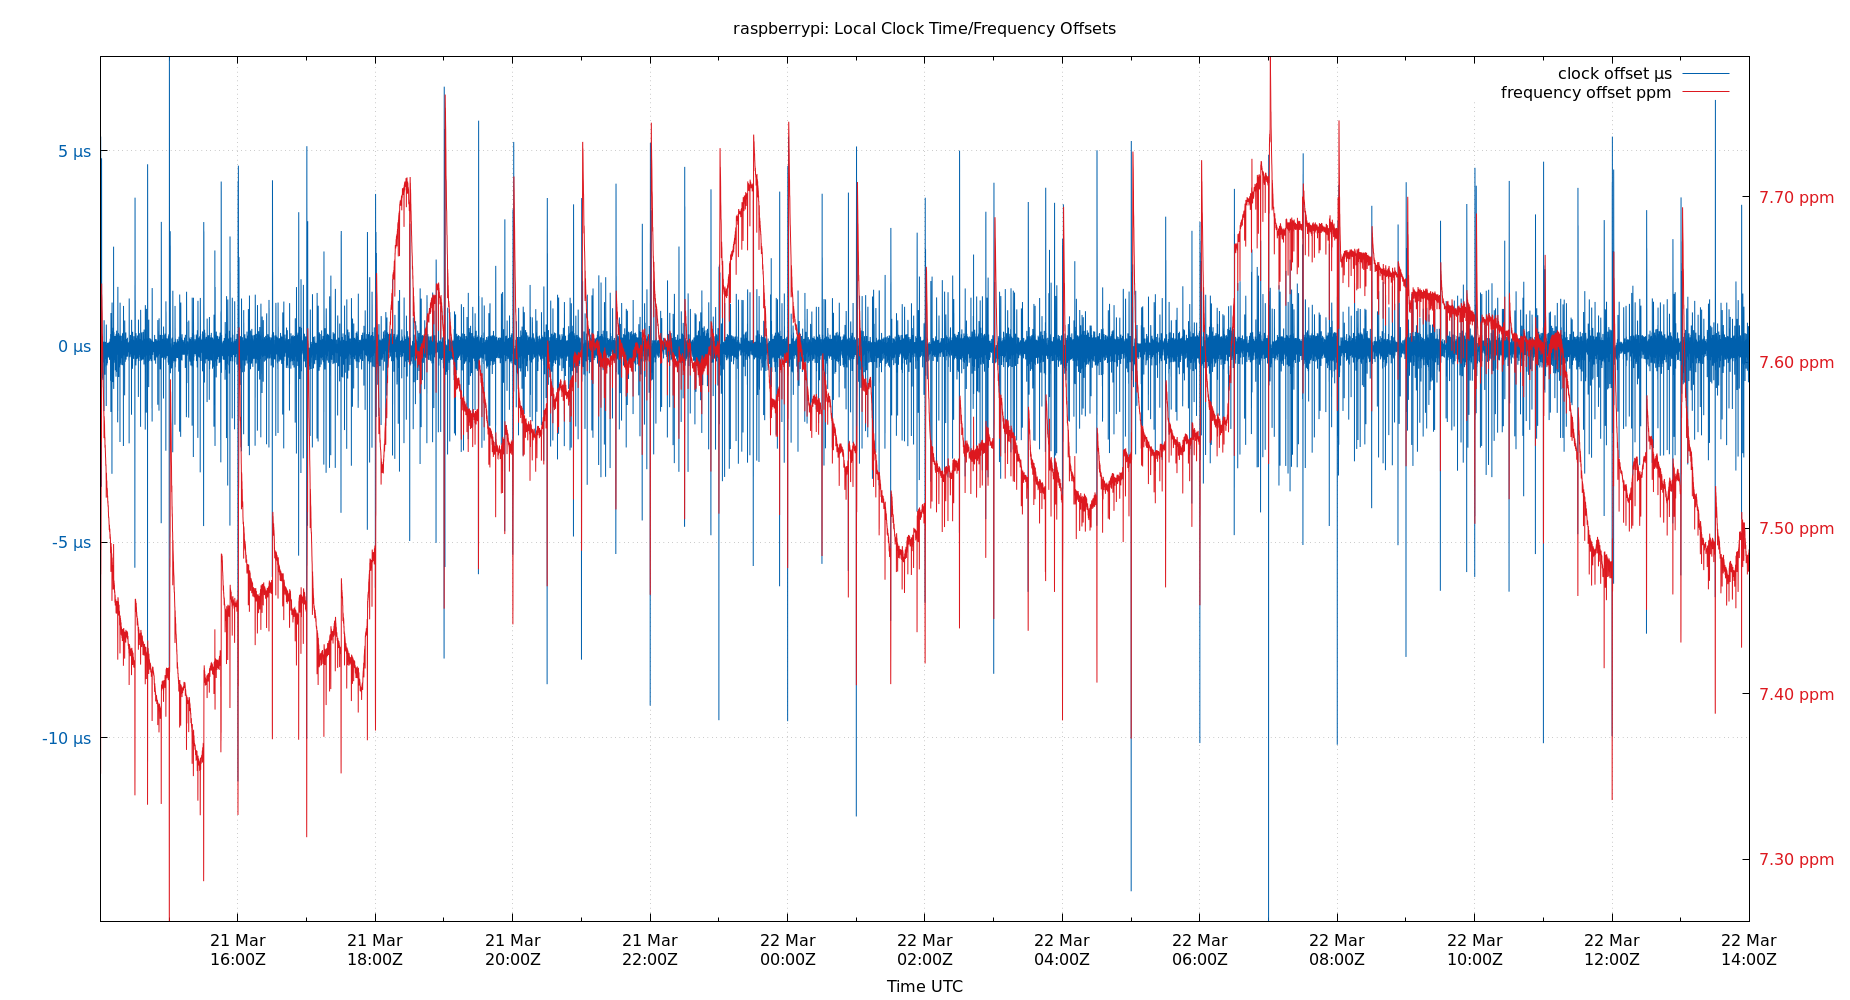 raspberrypi: Local Clock Time/Frequency Offsets
clock offset µs
frequency offset ppm
5 µs
0 µs
-5 µs
-10 µs
7.70 ppm
7.60 ppm
7.50 ppm
7.40 ppm
7.30 ppm
21 Mar 21 Mar 21 Mar 21 Mar 22 Mar 22 Mar 22 Mar 22 Mar 22 Mar 22 Mar 22 Mar 22 Mar
16:00Z 18:00Z 20:00Z 22:00Z 00:00Z 02:00Z 04:00Z 06:00Z 08:00Z 10:00Z 12:00Z 14:00Z
Time UTC